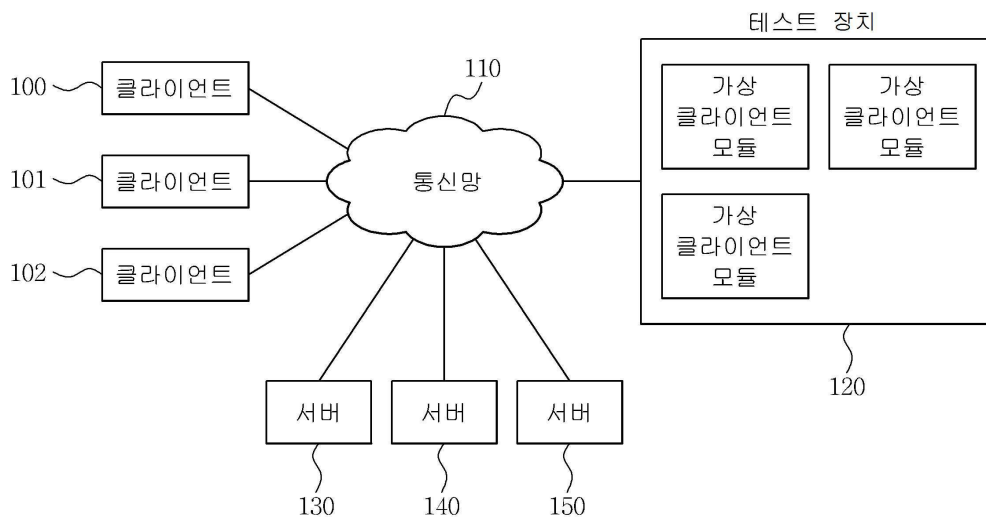 테스트 장치
110
100
클라이언트
가상
클라이언트
모듈
가상
클라이언트
모듈
101
클라이언트
통신망
102
클라이언트
가상
클라이언트
모듈
120
서버
서버
서버
130
140
150